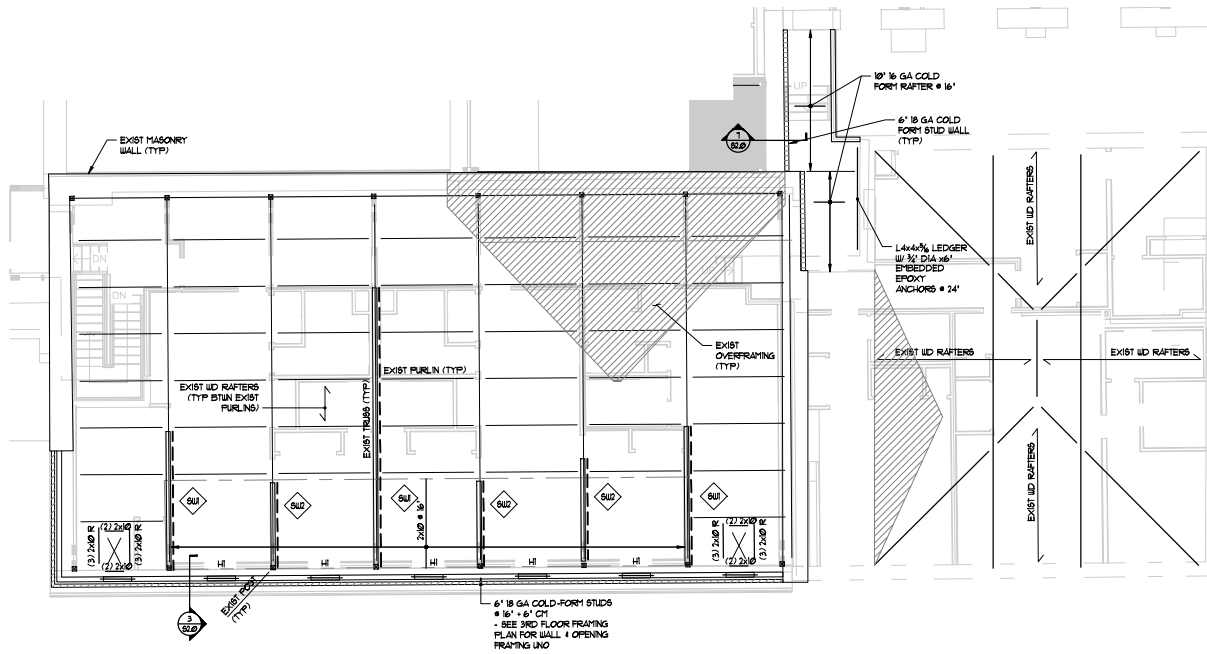 10" 16 GA COLD
FORM RAFTER @ 16"
UP
6" 18 GA COLD
FORM STUD WALL
(TYP)
7
S2.0
EXIST MASONRY
WALL (TYP)
EXIST WD RAFTERS
L4x4x5/16 LEDGER
W/ 3/4" DIA x6"
EMBEDDED
EPOXY
ANCHORS @ 24"
DN
DN
UP
EXIST
OVERFRAMING
(TYP)
EXIST WD RAFTERS
EXIST WD RAFTERS
EXIST PURLIN (TYP)
EXIST WD RAFTERS
(TYP BTWN EXIST
PURLINS)
EXIST TRUSS (TYP)
EXIST WD RAFTERS
SW1
SW2
SW1
SW2
SW2
SW1
2x10 @ 16"
(3) 2x10 R
(2) 2x10
(2) 2x10
(3) 2x10 R
(3) 2x10 R
(2) 2x10
(2) 2x10
(3) 2x10 R
H1
H1
H1
H1
H1
EXIST POST
(TYP)
3
S2.0
6" 18 GA COLD-FORM STUDS
@ 16" + 6" CM
- SEE 3RD FLOOR FRAMING
PLAN FOR WALL & OPENING
FRAMING UNO